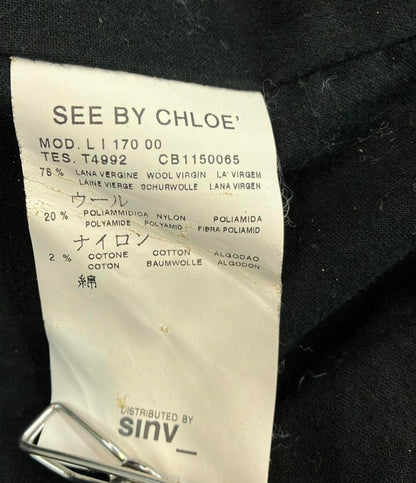 SEE BY CHLOE'
MOD. L I 170 00
TES. T4992 CB1150065
78 % LANA VERGINE WOOL VIRGIN LA VIRGEM
LAINE VIERGE SCHURWOLLE LANA VIRGEN
ウール
20 % POLIAMMIDICA NYLON POLIAMIDA
POLYAMIDE POLYAMID FIBRA POLIAMID
ナイロン
2 % COTONE COTTON ALGODAO
COTON BAUMWOLLE ALGODON
綿
DISTRIBUTED BY
sinv_